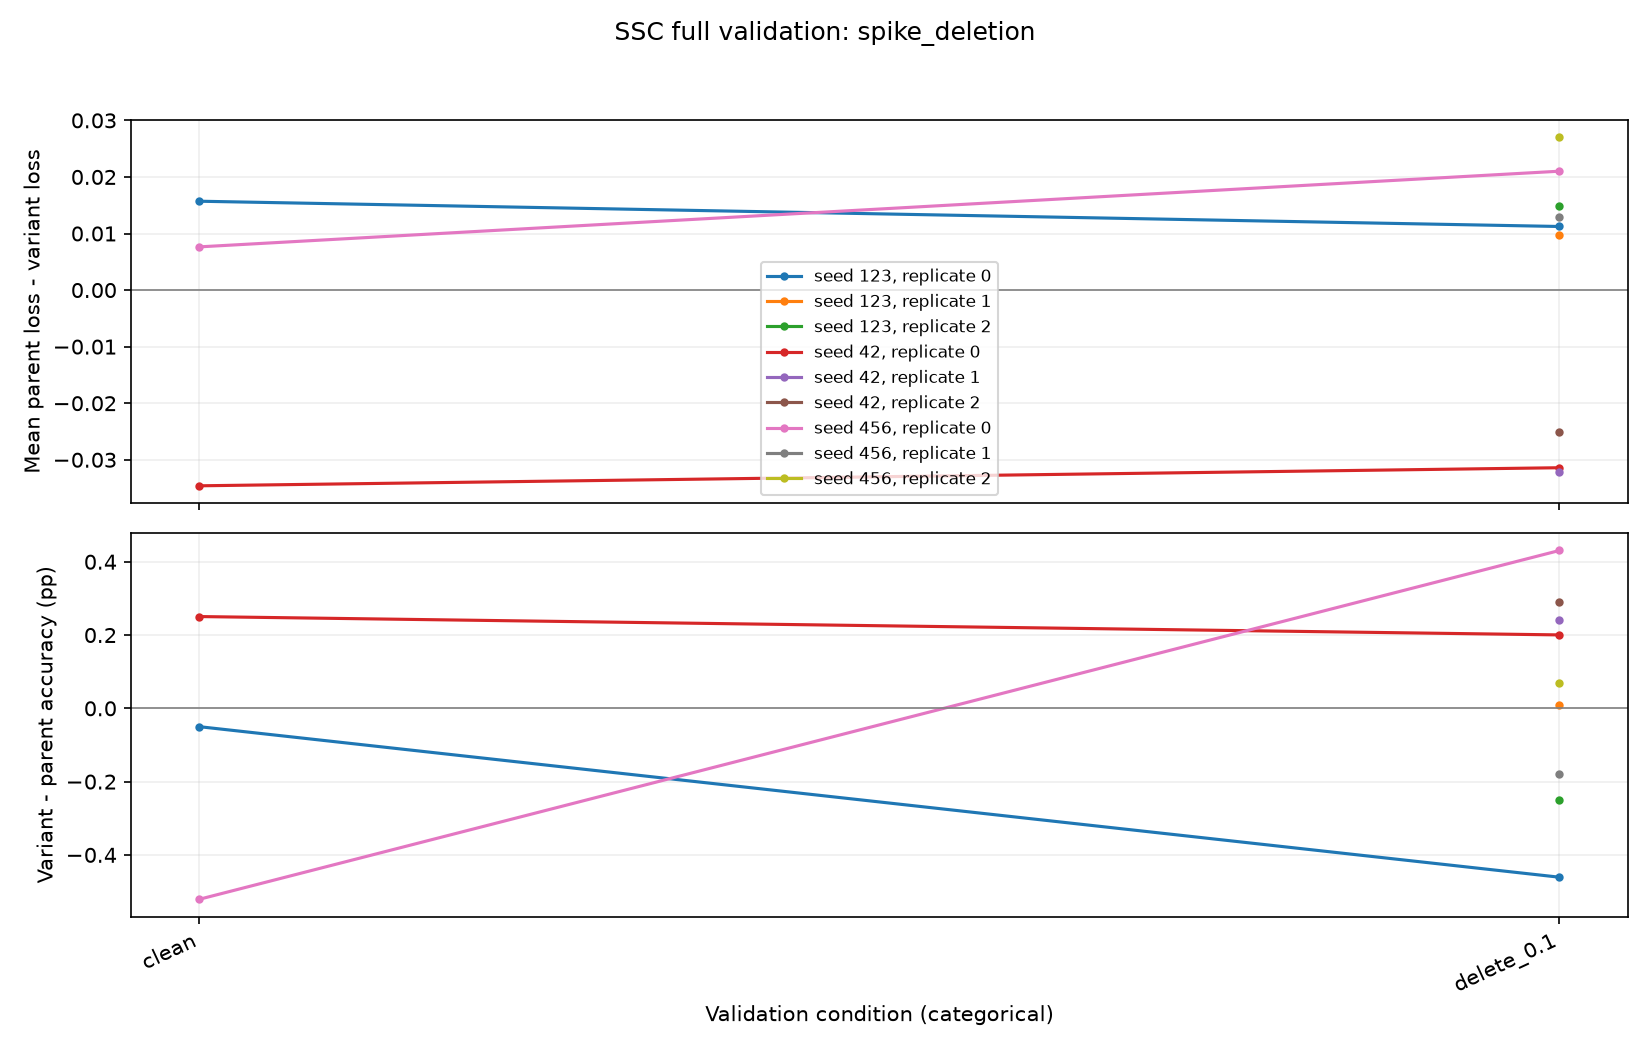 SSC full validation: spike_deletion
Mean parent loss - variant loss
0.03
0.02
0.01
0.00
−0.01
−0.02
−0.03
seed 123, replicate 0
seed 123, replicate 1
seed 123, replicate 2
seed 42, replicate 0
seed 42, replicate 1
seed 42, replicate 2
seed 456, replicate 0
seed 456, replicate 1
seed 456, replicate 2
Variant - parent accuracy (pp)
0.4
0.2
0.0
−0.2
−0.4
clean
delete_0.1
Validation condition (categorical)